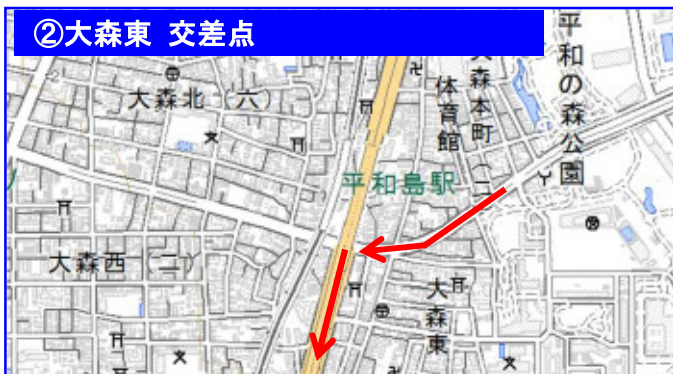 ②大森東 交差点
平和の森公園
大森北（六）
体育館
大森本町（二
平和島駅
大森西（二）
大森東